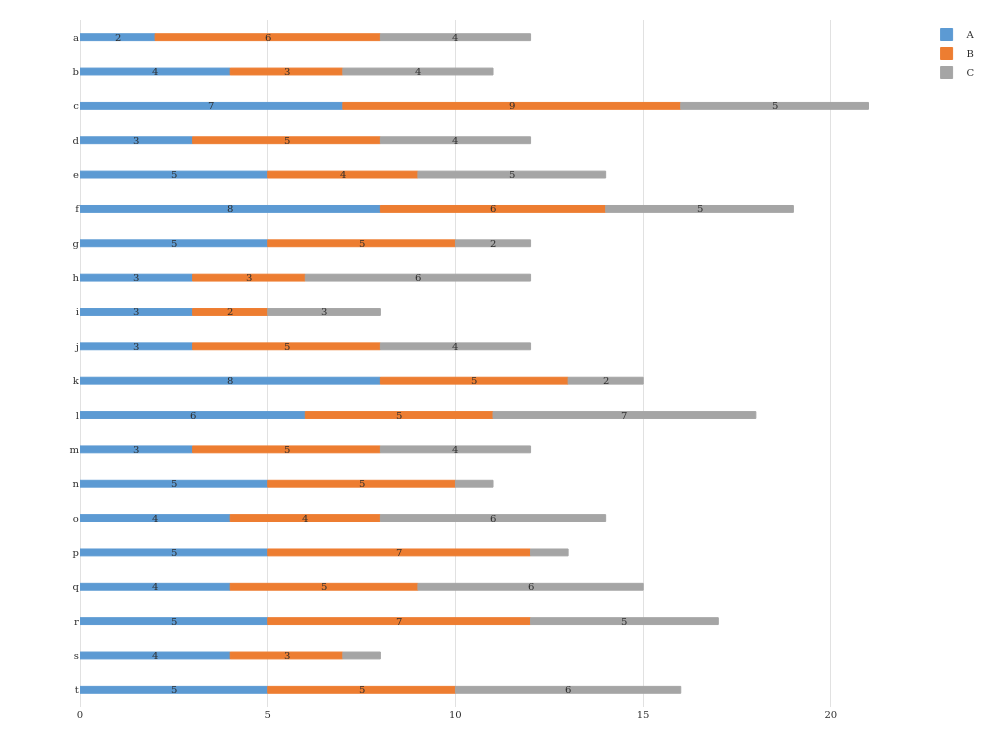 a 2 6 4
b 4 3 4
c 7 9 5
d 3 5 4
e 5 4 5
f 8 6 5
g 5 5 2
h 3 3 6
i 3 2 3
j 3 5 4
k 8 5 2
l 6 5 7
m 3 5 4
n 5 5
o 4 4 6
p 5 7
q 4 5 6
r 5 7 5
s 4 3
t 5 5 6
0 5 10 15 20
A
B
C